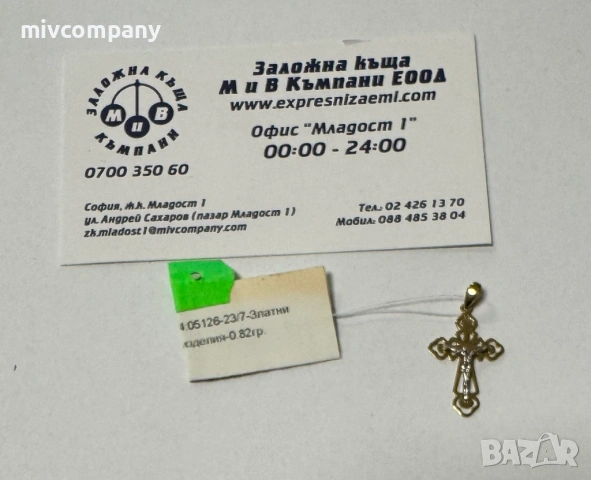 mivcompany
ЗАЛОЖНА КЪЩА
М и В
КЪМПАНИ
0700 350 60
Заложна къща
М и В Къмпани ЕООД
www.expresnizaemi.com
Офис "Младост 1"
00:00 - 24:00
София, ж.к. Младост 1
ул. Андрей Сахаров (пазар Младост 1)
zk.mladost1@mivcompany.com
Тел.: 02 426 13 70
Мобил.: 088 485 38 04
4.05126-23/7-Златни
изделия-0.82гр.
BAZAR